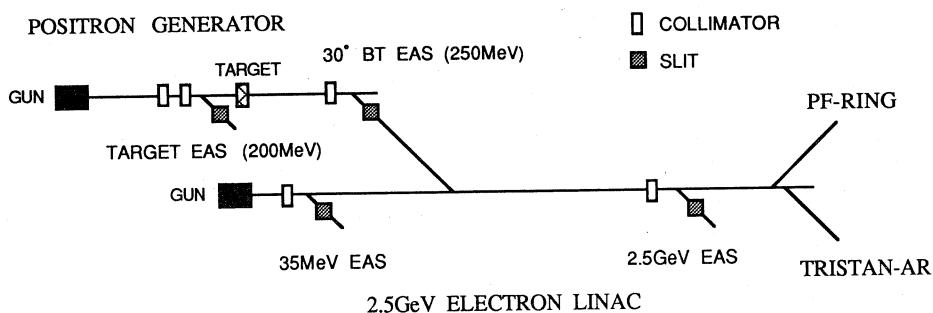 POSITRON GENERATOR
COLLIMATOR
SLIT
30° BT EAS (250MeV)
TARGET
GUN
PF-RING
TARGET EAS (200MeV)
GUN
35MeV EAS
2.5GeV EAS
TRISTAN-AR
2.5GeV ELECTRON LINAC